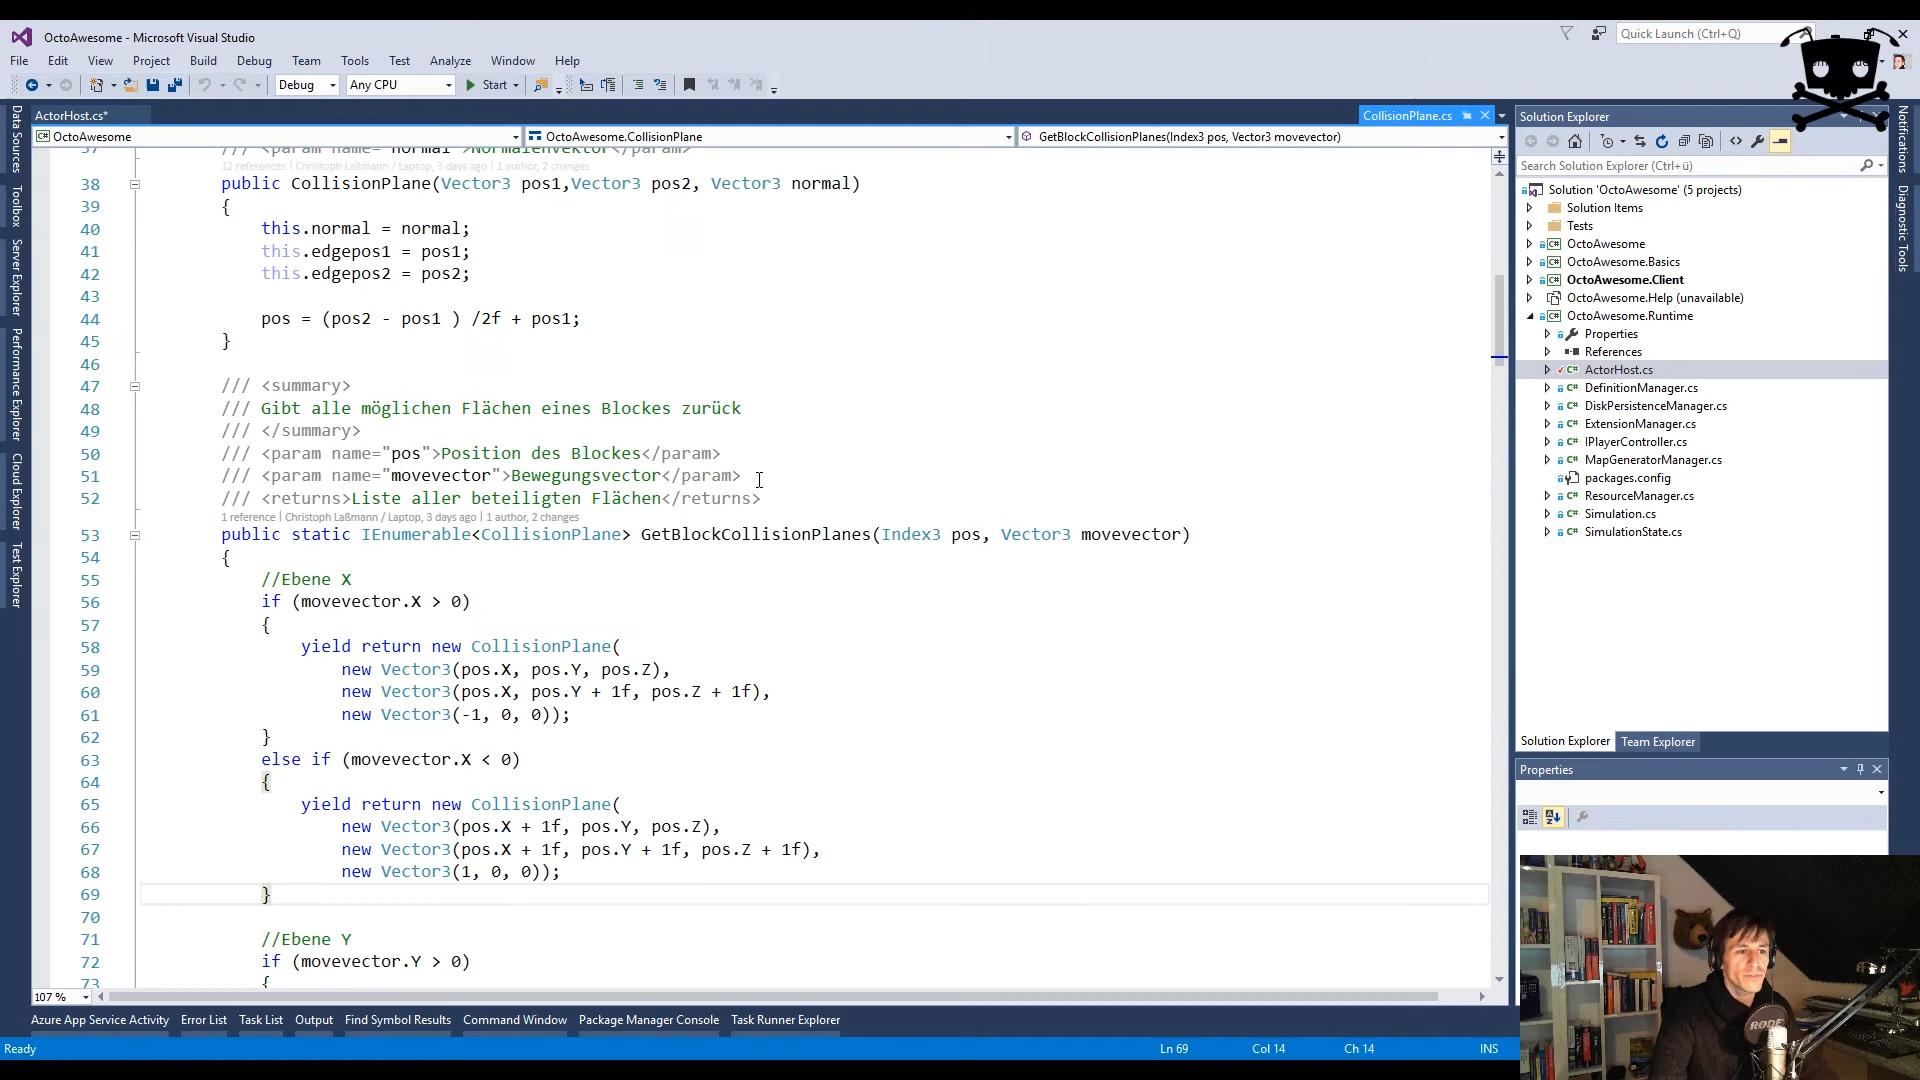 OctoAwesome - Microsoft Visual Studio
Quick Launch (Ctrl+Q)
File Edit View Project Build Debug Team Tools Test Analyze Window Help
Debug Any CPU Start
ActorHost.cs*
CollisionPlane.cs
OctoAwesome
OctoAwesome.CollisionPlane
GetBlockCollisionPlanes(Index3 pos, Vector3 movevector)
Data Sources
Toolbox
Server Explorer
Performance Explorer
Cloud Explorer
Test Explorer
37 /// <param name="normal">Normalenvektor</param>
12 references | Christoph Laßmann / Laptop, 3 days ago | 1 author, 2 changes
38 public CollisionPlane(Vector3 pos1,Vector3 pos2, Vector3 normal)
39 {
40 this.normal = normal;
41 this.edgepos1 = pos1;
42 this.edgepos2 = pos2;
43
44 pos = (pos2 - pos1 ) /2f + pos1;
45 }
46
47 /// <summary>
48 /// Gibt alle möglichen Flächen eines Blockes zurück
49 /// </summary>
50 /// <param name="pos">Position des Blockes</param>
51 /// <param name="movevector">Bewegungsvector</param>
52 /// <returns>Liste aller beteiligten Flächen</returns>
1 reference | Christoph Laßmann / Laptop, 3 days ago | 1 author, 2 changes
53 public static IEnumerable<CollisionPlane> GetBlockCollisionPlanes(Index3 pos, Vector3 movevector)
54 {
55 //Ebene X
56 if (movevector.X > 0)
57 {
58 yield return new CollisionPlane(
59 new Vector3(pos.X, pos.Y, pos.Z),
60 new Vector3(pos.X, pos.Y + 1f, pos.Z + 1f),
61 new Vector3(-1, 0, 0));
62 }
63 else if (movevector.X < 0)
64 {
65 yield return new CollisionPlane(
66 new Vector3(pos.X + 1f, pos.Y, pos.Z),
67 new Vector3(pos.X + 1f, pos.Y + 1f, pos.Z + 1f),
68 new Vector3(1, 0, 0));
69 }
70
71 //Ebene Y
72 if (movevector.Y > 0)
73 {
107 %
Solution Explorer
Search Solution Explorer (Ctrl+ü)
Solution 'OctoAwesome' (5 projects)
Solution Items
Tests
OctoAwesome
OctoAwesome.Basics
OctoAwesome.Client
OctoAwesome.Help (unavailable)
OctoAwesome.Runtime
Properties
References
ActorHost.cs
DefinitionManager.cs
DiskPersistenceManager.cs
ExtensionManager.cs
IPlayerController.cs
MapGeneratorManager.cs
packages.config
ResourceManager.cs
Simulation.cs
SimulationState.cs
Solution Explorer Team Explorer
Properties
Notifications
Diagnostic Tools
Azure App Service Activity Error List Task List Output Find Symbol Results Command Window Package Manager Console Task Runner Explorer
Ready Ln 69 Col 14 Ch 14 INS
RØDE